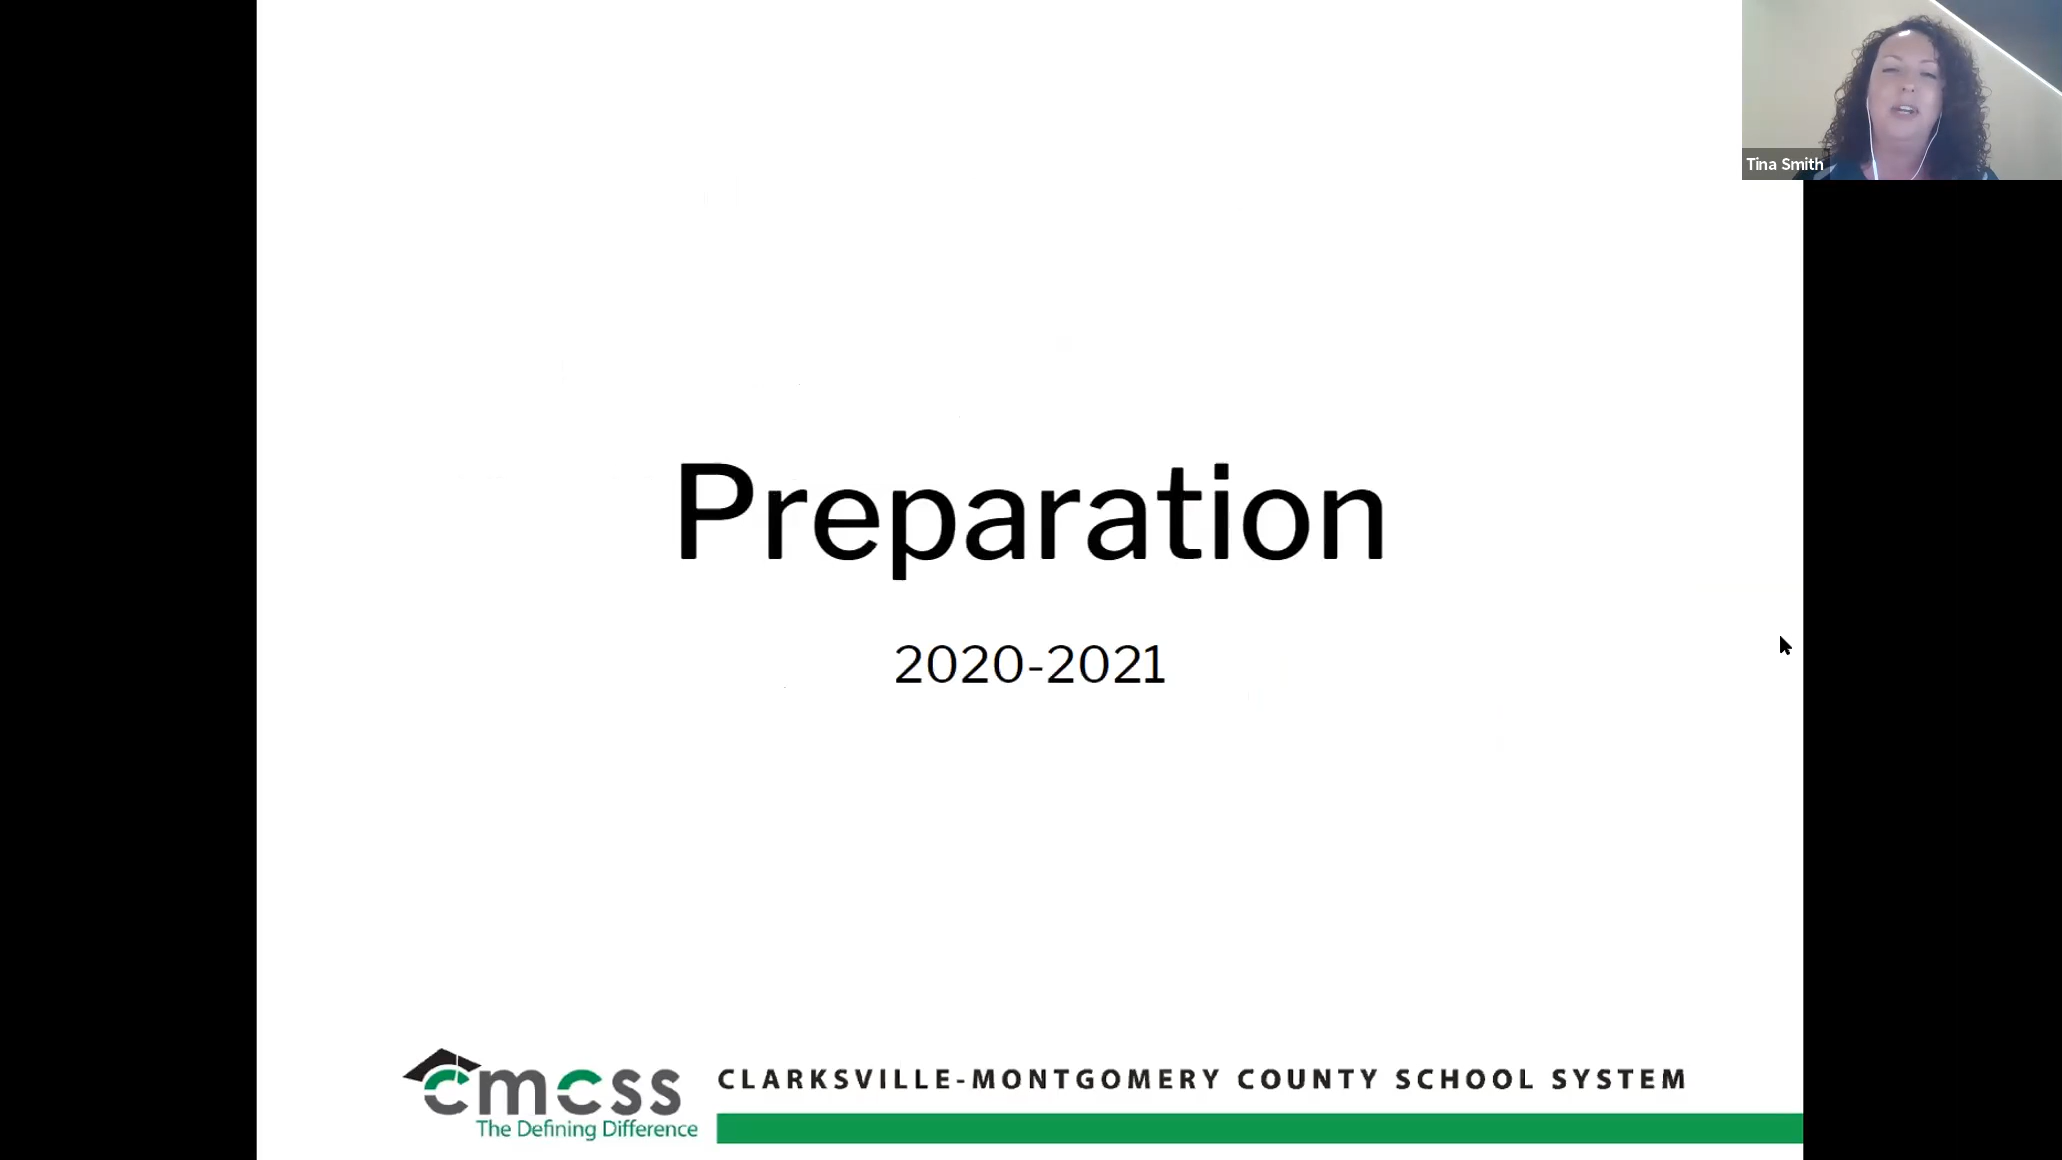 Tina Smith
Preparation
2020-2021
cmcss
The Defining Difference
CLARKSVILLE-MONTGOMERY COUNTY SCHOOL SYSTEM